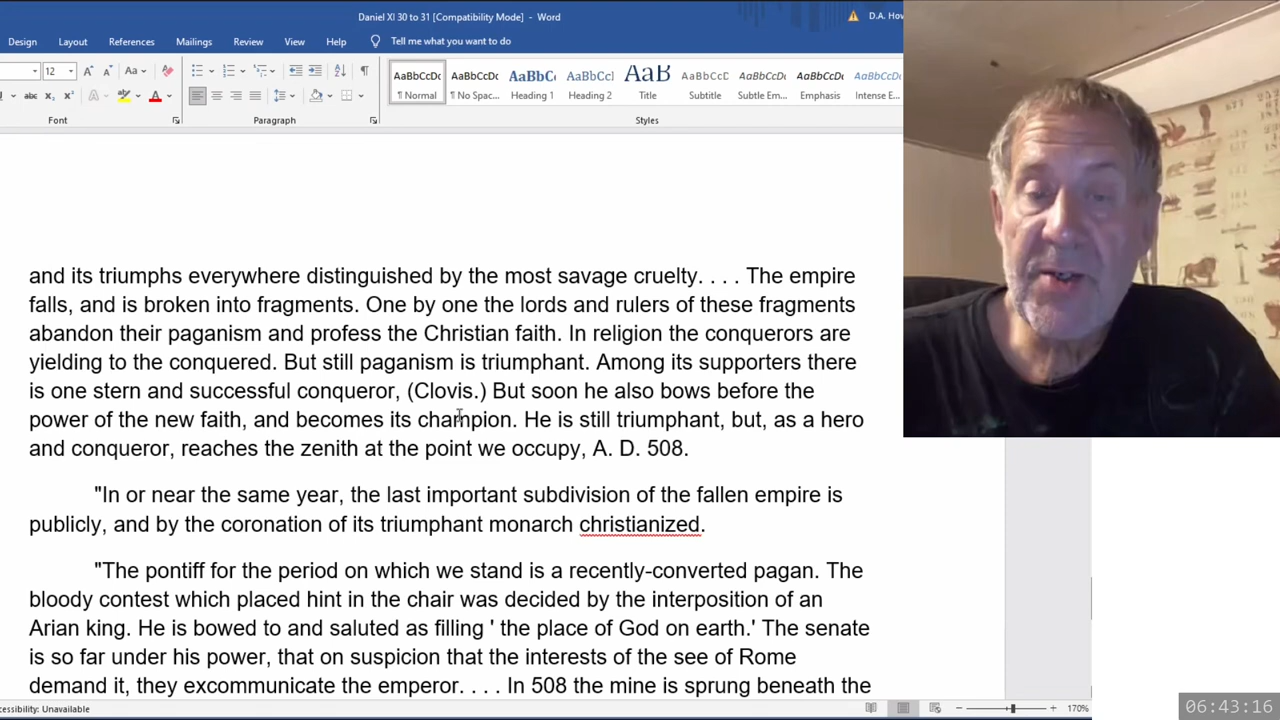 Daniel XI 30 to 31 [Compatibility Mode] - Word
D.A. How
Design Layout References Mailings Review View Help Tell me what you want to do
12 Aa
AaBbCcDc AaBbCcDc AaBbC AaBbCcI AaB AaBbCcD AaBbCcDc AaBbCcDc AaBbCcDc
abc x₂ x² A A
¶ Normal ¶ No Spac... Heading 1 Heading 2 Title Subtitle Subtle Em... Emphasis Intense E...
Font Paragraph Styles
and its triumphs everywhere distinguished by the most savage cruelty. . . . The empire
falls, and is broken into fragments. One by one the lords and rulers of these fragments
abandon their paganism and profess the Christian faith. In religion the conquerors are
yielding to the conquered. But still paganism is triumphant. Among its supporters there
is one stern and successful conqueror, (Clovis.) But soon he also bows before the
power of the new faith, and becomes its champion. He is still triumphant, but, as a hero
and conqueror, reaches the zenith at the point we occupy, A. D. 508.
"In or near the same year, the last important subdivision of the fallen empire is
publicly, and by the coronation of its triumphant monarch christianized.
"The pontiff for the period on which we stand is a recently-converted pagan. The
bloody contest which placed hint in the chair was decided by the interposition of an
Arian king. He is bowed to and saluted as filling ' the place of God on earth.' The senate
is so far under his power, that on suspicion that the interests of the see of Rome
demand it, they excommunicate the emperor. . . . In 508 the mine is sprung beneath the
cessibility: Unavailable
170%
06:43:16